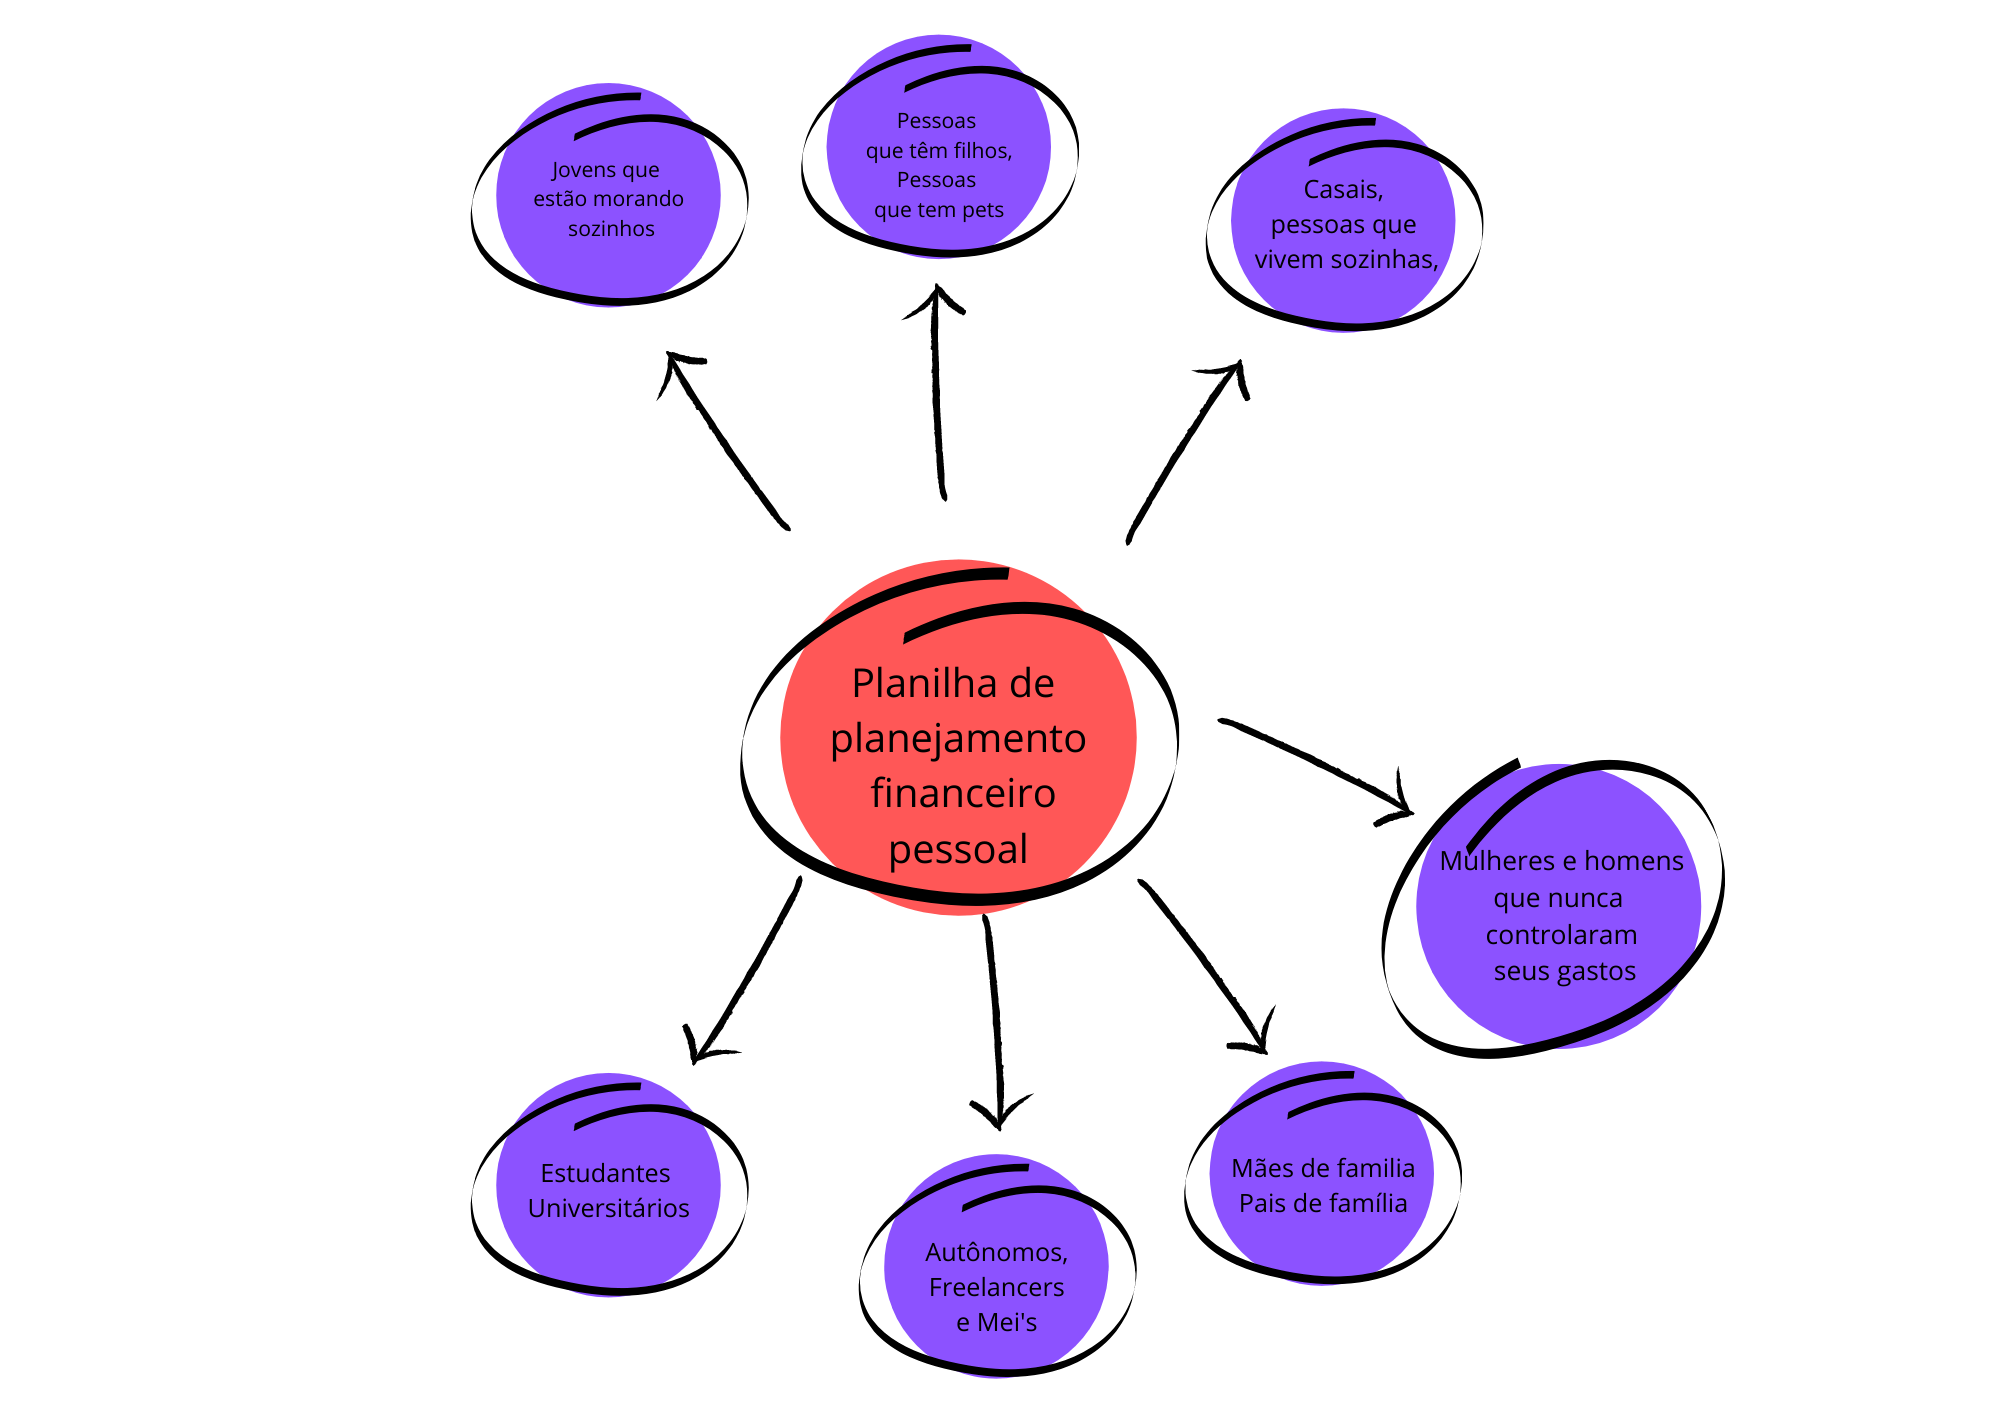 Pessoas
que têm filhos,
Pessoas
que tem pets
Jovens que
estão morando
sozinhos
Casais,
pessoas que
vivem sozinhas,
Planilha de
planejamento
financeiro
pessoal
Mulheres e homens
que nunca
controlaram
seus gastos
Estudantes
Universitários
Mães de familia
Pais de família
Autônomos,
Freelancers
e Mei's